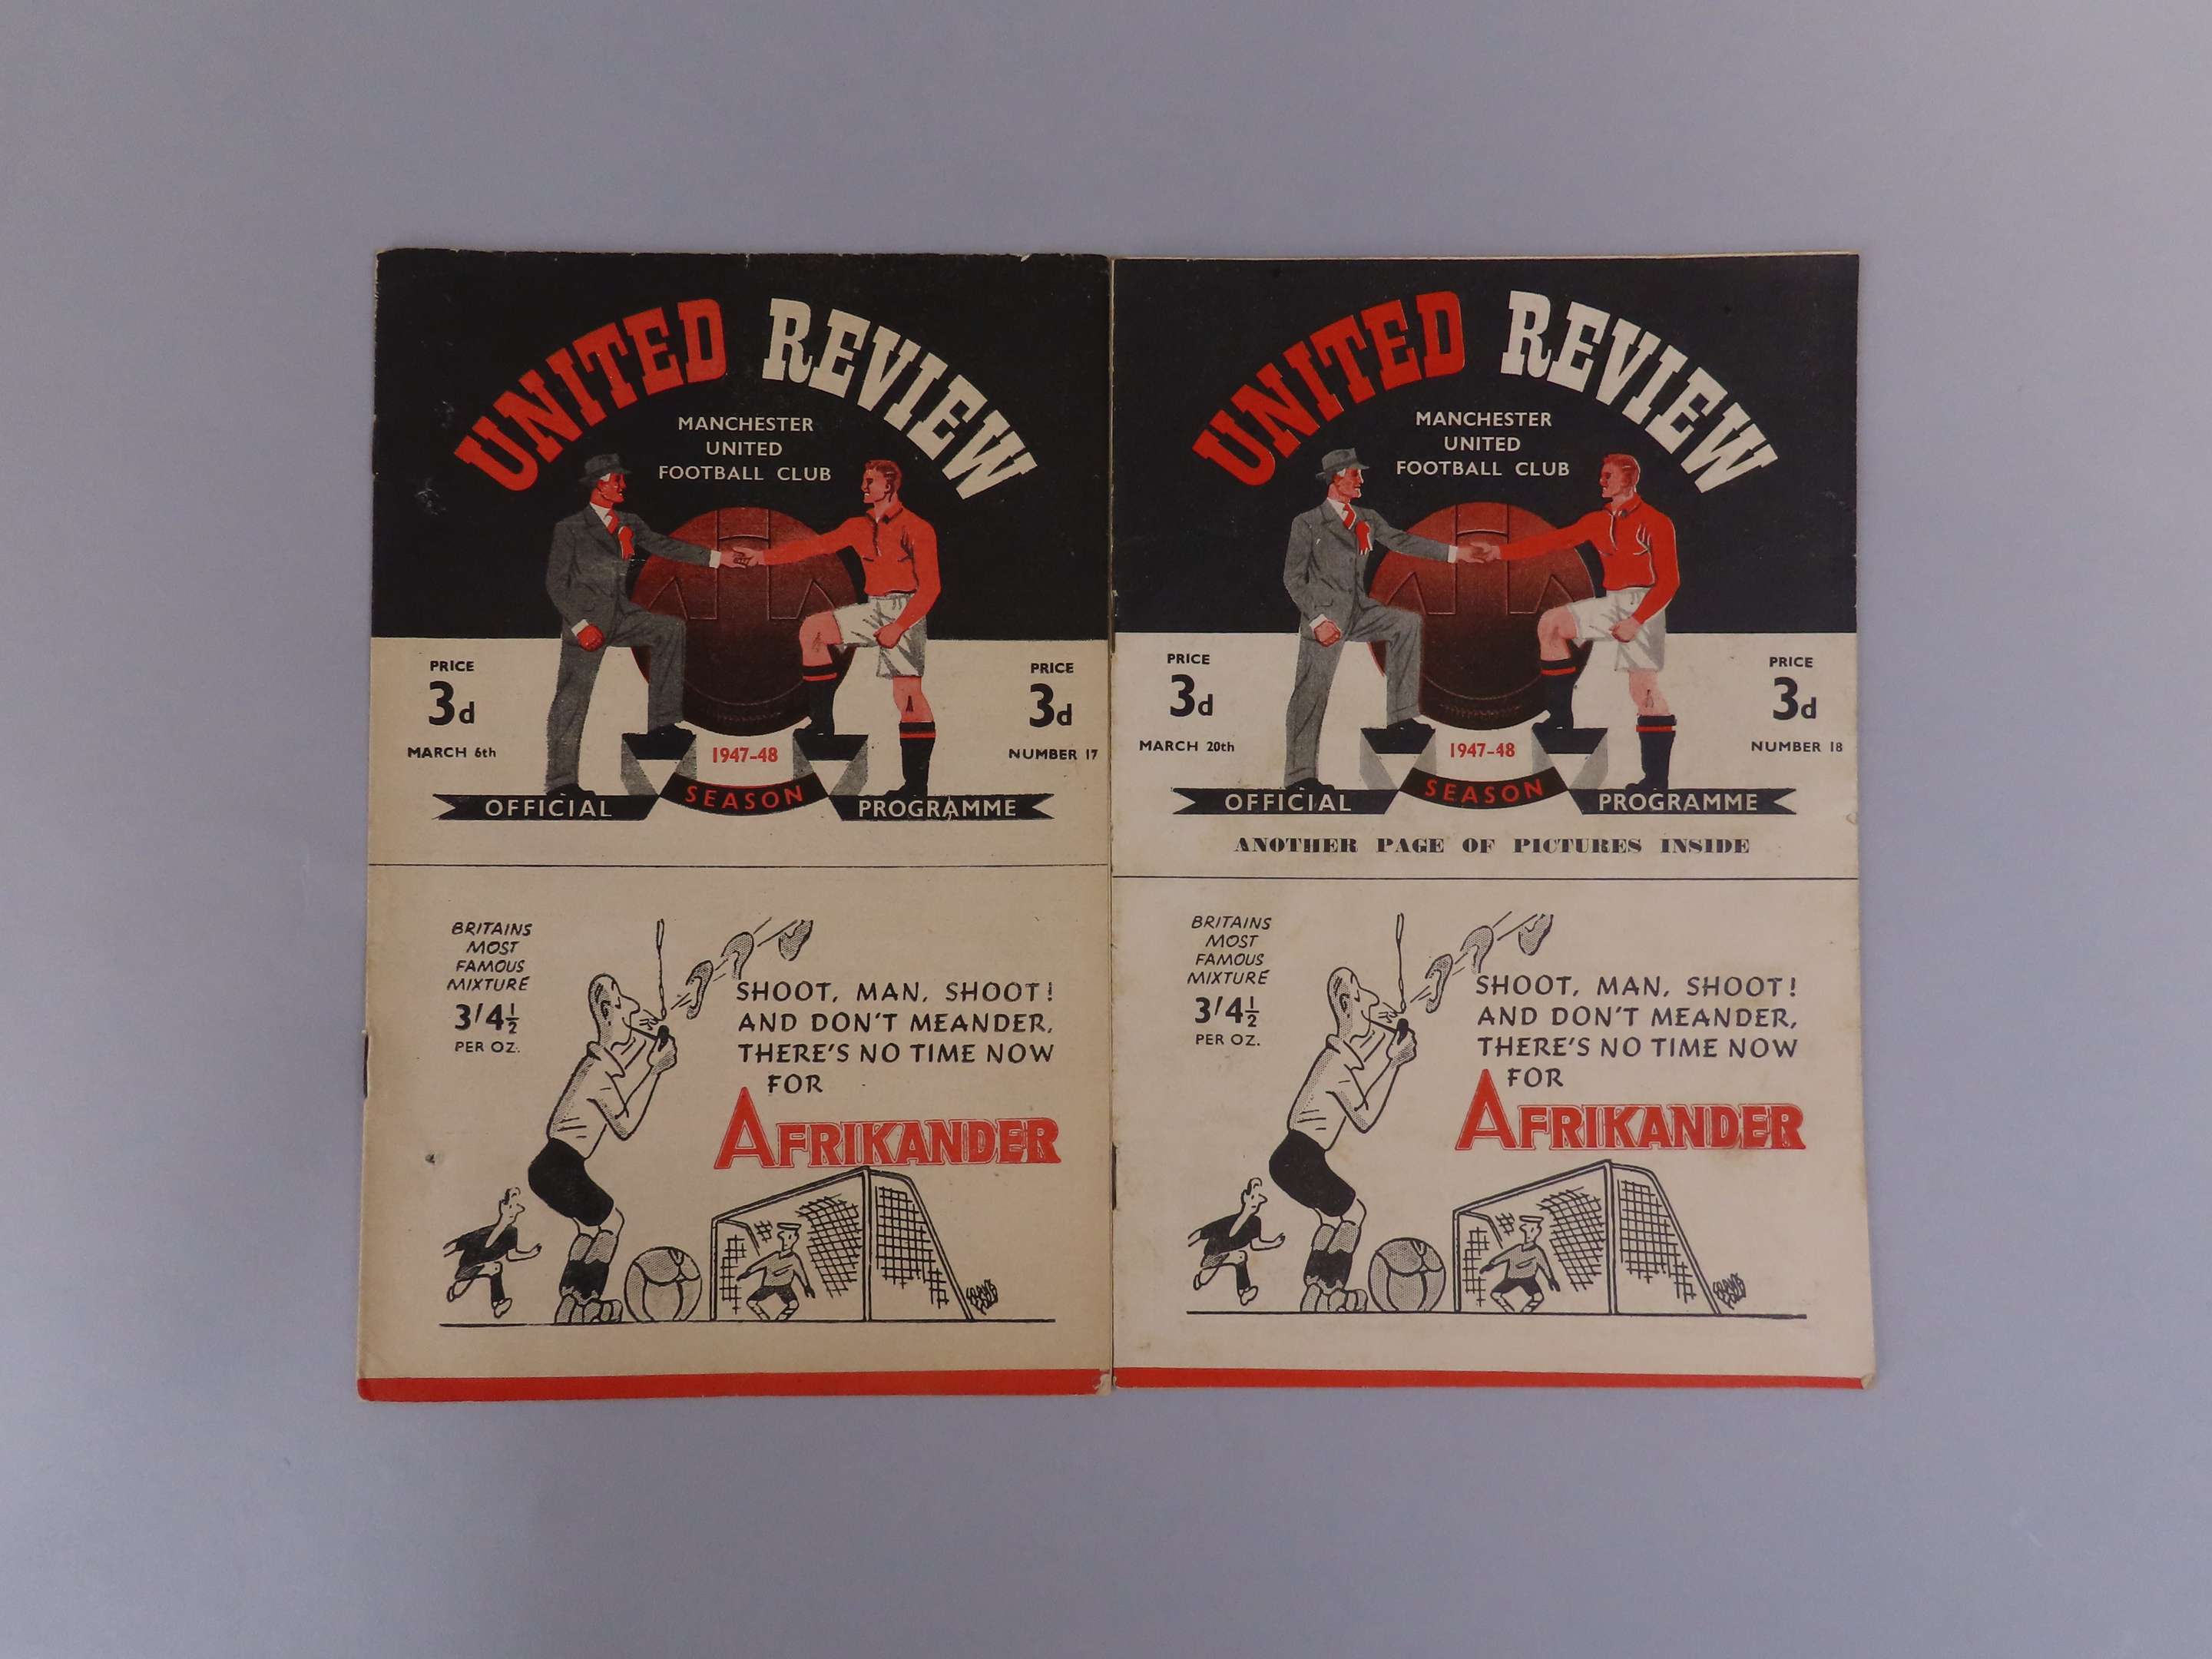 UNITED REVIEW
MANCHESTER
UNITED
FOOTBALL CLUB
PRICE
3d
MARCH 6th
PRICE
3d
NUMBER 17
1947-48
SEASON
OFFICIAL
PROGRAMME
BRITAINS
MOST
FAMOUS
MIXTURE
3/4½
PER OZ.
SHOOT, MAN, SHOOT!
AND DON'T MEANDER,
THERE'S NO TIME NOW
FOR
AFRIKANDER
UNITED REVIEW
MANCHESTER
UNITED
FOOTBALL CLUB
PRICE
3d
MARCH 20th
PRICE
3d
NUMBER 18
1947-48
SEASON
OFFICIAL
PROGRAMME
ANOTHER PAGE OF PICTURES INSIDE
BRITAINS
MOST
FAMOUS
MIXTURE
3/4½
PER OZ.
SHOOT, MAN, SHOOT!
AND DON'T MEANDER,
THERE'S NO TIME NOW
FOR
AFRIKANDER